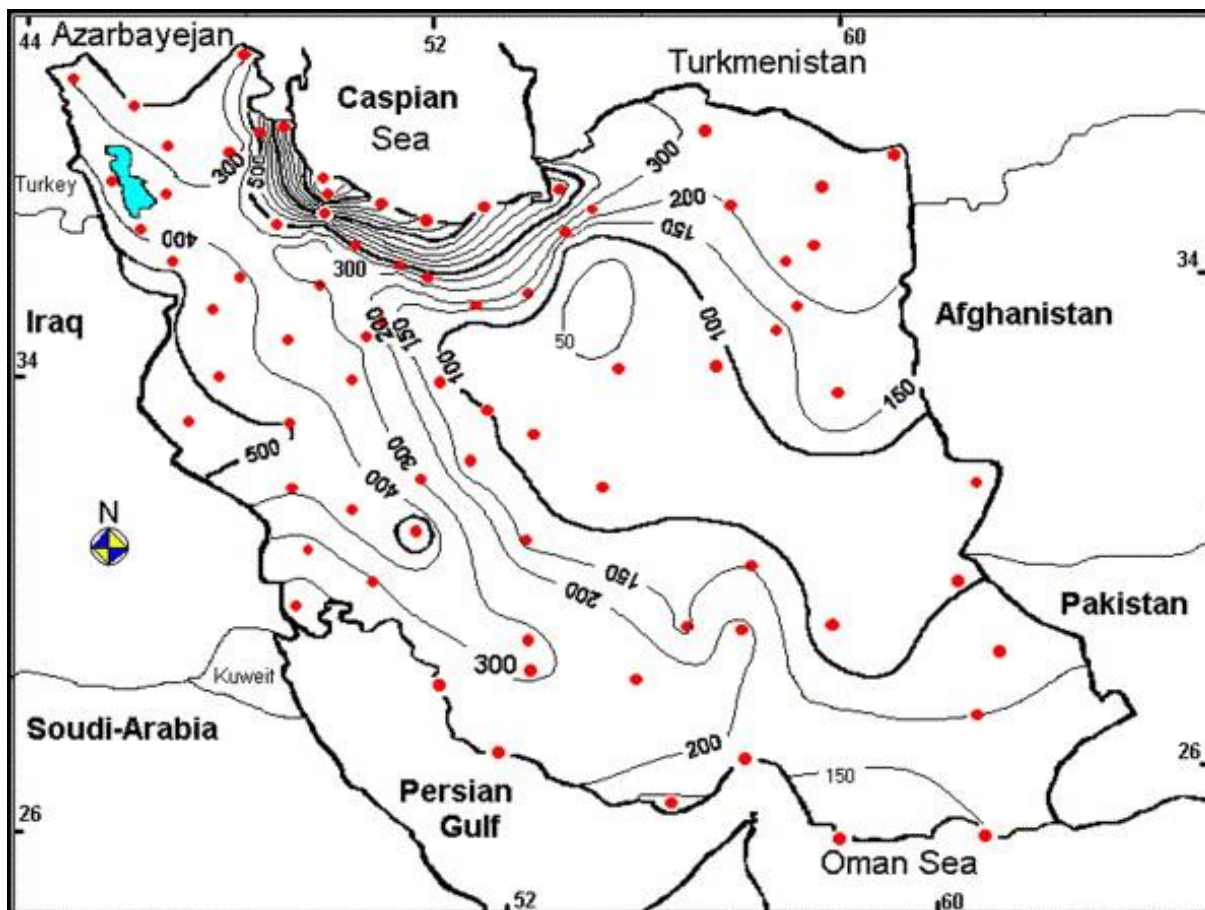 44
52
60
Azarbayejan
Turkmenistan
Caspian
Sea
300
500
300
200
150
Turkey
400
300
34
50
100
Iraq
200
150
100
Afghanistan
34
150
500
300
400
N
150
200
Pakistan
300
Kuweit
Soudi-Arabia
200
150
26
Persian
Gulf
26
Oman Sea
52
60